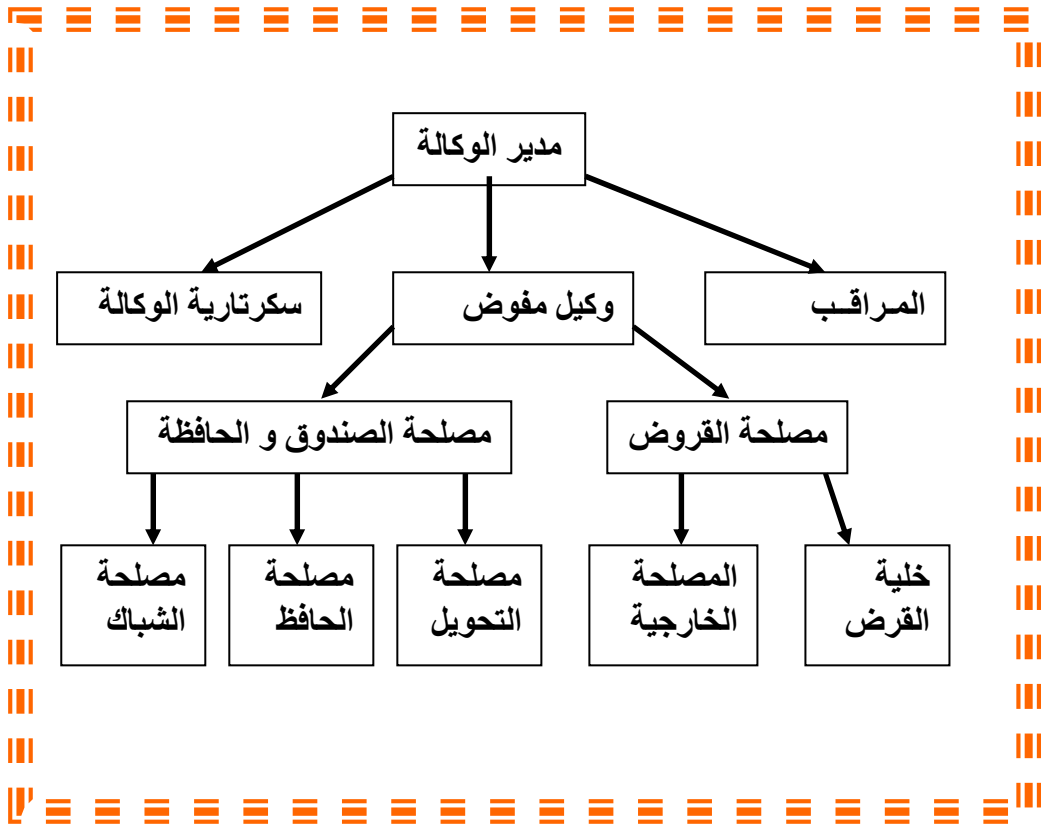 مدير الوكالة
المـراقــب
وكيل مفوض
سكرتارية الوكالة
مصلحة القروض
مصلحة الصندوق و الحافظة
خلية
القرض
المصلحة
الخارجية
مصلحة
التحويل
مصلحة
الحافظ
مصلحة
الشباك